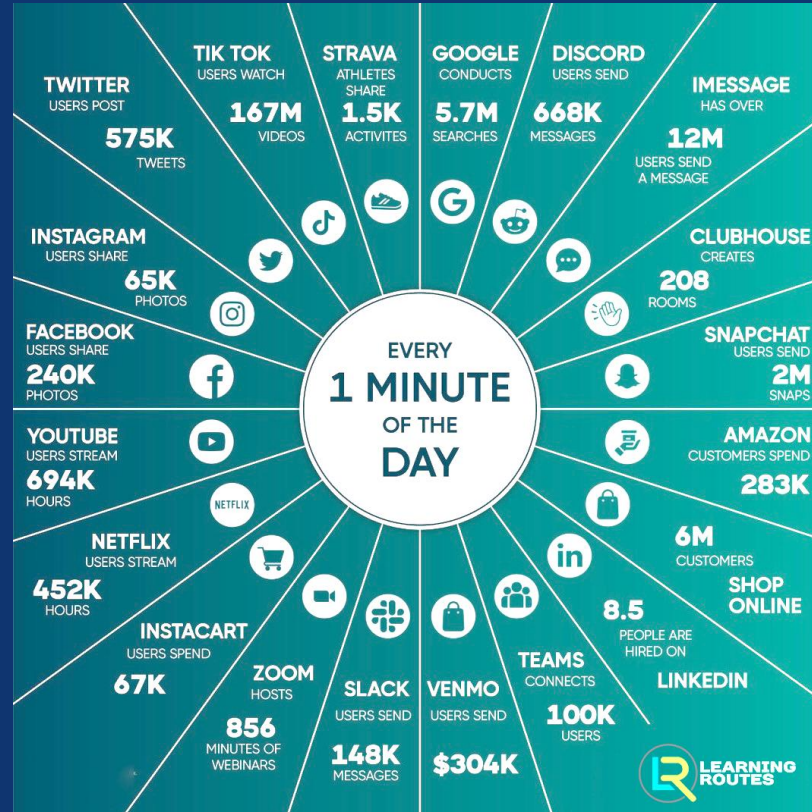 EVERY
1 MINUTE
OF THE
DAY
GOOGLE
CONDUCTS
5.7M
SEARCHES
DISCORD
USERS SEND
668K
MESSAGES
IMESSAGE
HAS OVER
12M
USERS SEND
A MESSAGE
CLUBHOUSE
CREATES
208
ROOMS
SNAPCHAT
USERS SEND
2M
SNAPS
AMAZON
CUSTOMERS SPEND
283K
6M
CUSTOMERS
SHOP
ONLINE
8.5
PEOPLE ARE
HIRED ON
LINKEDIN
TEAMS
CONNECTS
100K
USERS
VENMO
USERS SEND
$304K
SLACK
USERS SEND
148K
MESSAGES
ZOOM
HOSTS
856
MINUTES OF
WEBINARS
INSTACART
USERS SPEND
67K
NETFLIX
USERS STREAM
452K
HOURS
YOUTUBE
USERS STREAM
694K
HOURS
FACEBOOK
USERS SHARE
240K
PHOTOS
INSTAGRAM
USERS SHARE
65K
PHOTOS
TWITTER
USERS POST
575K
TWEETS
TIK TOK
USERS WATCH
167M
VIDEOS
STRAVA
ATHLETES
SHARE
1.5K
ACTIVITES
G
in
NETFLIX
LR
LEARNING
ROUTES